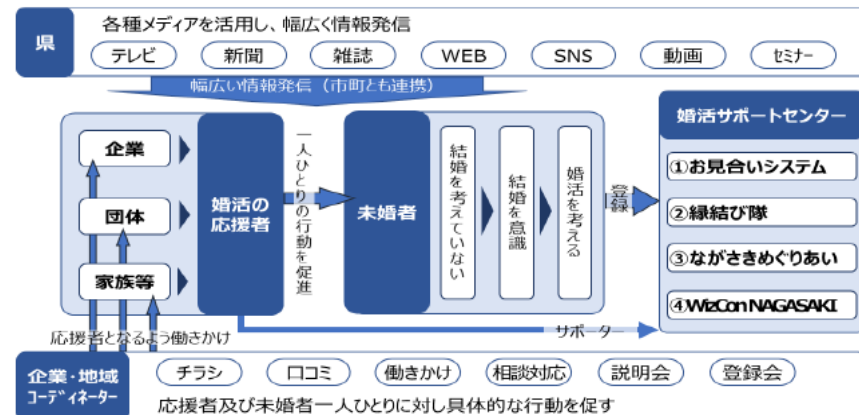 県
各種メディアを活用し、幅広く情報発信
テレビ
新聞
雑誌
WEB
SNS
動画
セミナー
幅広い情報発信（市町とも連携）
企業
団体
家族等
婚活の
応援者
一人ひとりの行動を促進
未婚者
結婚を考えていない
結婚を意識
婚活を考える
登録
婚活サポートセンター
①お見合いシステム
②縁結び隊
③ながさきめぐりあい
④WizCon NAGASAKI
サポーター
応援者となるよう働きかけ
企業・地域
コーディネーター
チラシ
口コミ
働きかけ
相談対応
説明会
登録会
応援者及び未婚者一人ひとりに対し具体的な行動を促す